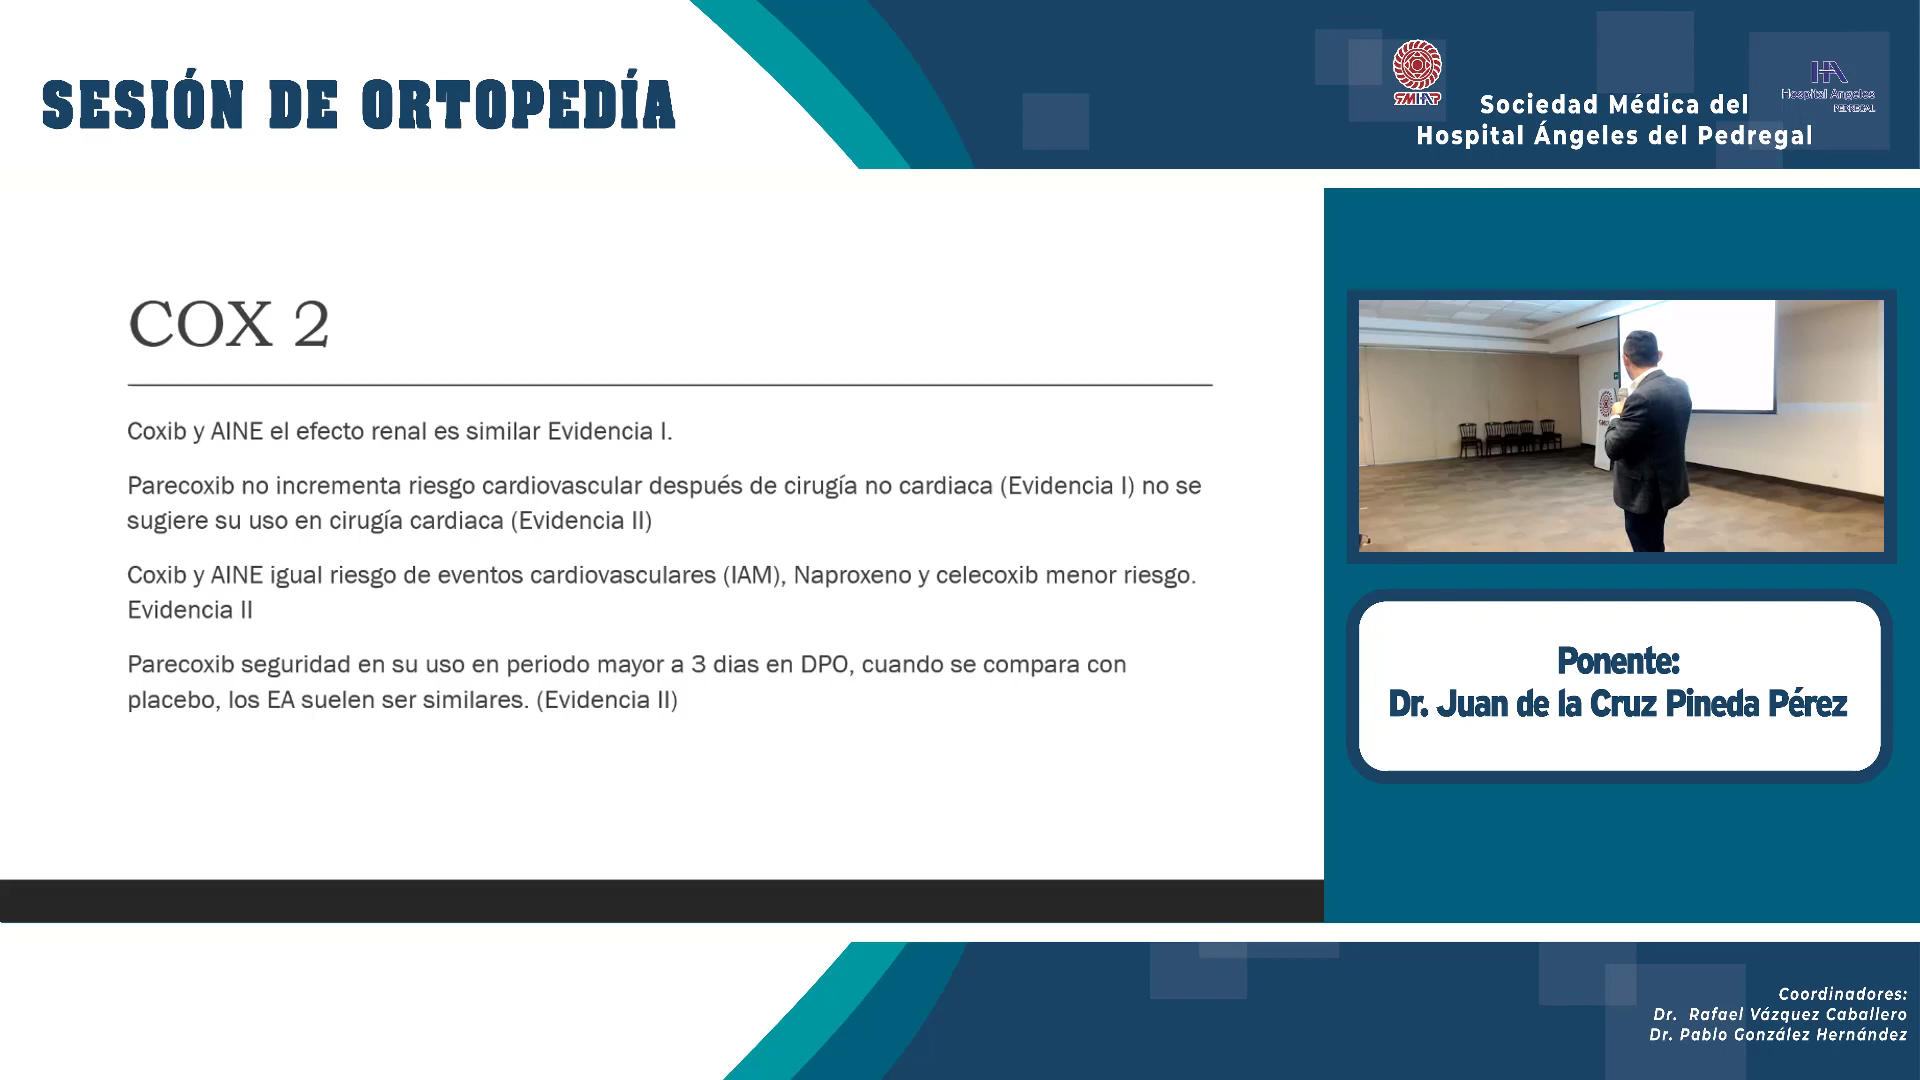 SESIÓN DE ORTOPEDÍA
SMHAP
Sociedad Médica del
Hospital Ángeles del Pedregal
HA
Hospital Angeles
PEDREGAL
COX 2
Coxib y AINE el efecto renal es similar Evidencia I.
Parecoxib no incrementa riesgo cardiovascular después de cirugía no cardiaca (Evidencia I) no se
sugiere su uso en cirugía cardiaca (Evidencia II)
Coxib y AINE igual riesgo de eventos cardiovasculares (IAM), Naproxeno y celecoxib menor riesgo.
Evidencia II
Parecoxib seguridad en su uso en periodo mayor a 3 dias en DPO, cuando se compara con
placebo, los EA suelen ser similares. (Evidencia II)
Ponente:
Dr. Juan de la Cruz Pineda Pérez
Coordinadores:
Dr. Rafael Vázquez Caballero
Dr. Pablo González Hernández